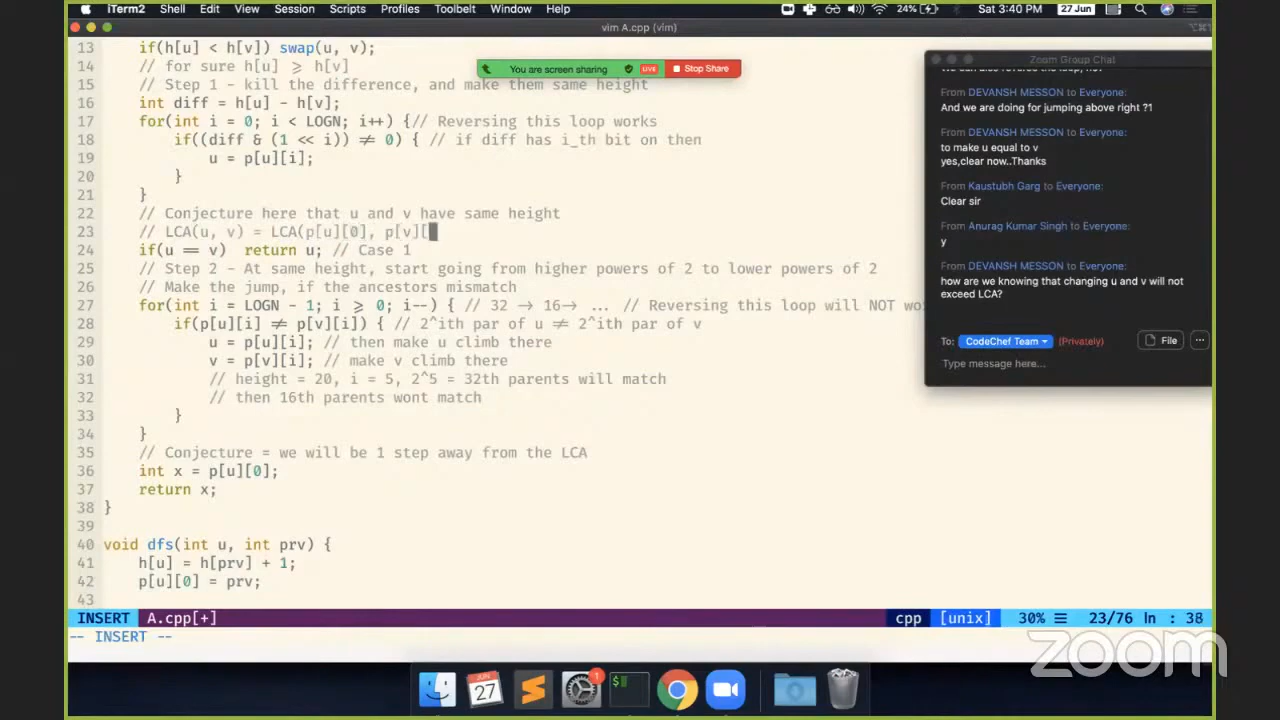 iTerm2 Shell Edit View Session Scripts Profiles Toolbelt Window Help 24% Sat 3:40 PM 27 Jun
vim A.cpp (vim)
You are screen sharing LIVE Stop Share
13 if(h[u] < h[v]) swap(u, v);
14 // for sure h[u] ⩾ h[v]
15 // Step 1 - kill the difference, and make them same height
16 int diff = h[u] - h[v];
17 for(int i = 0; i < LOGN; i++) {// Reversing this loop works
18 if((diff & (1 << i)) ≠ 0) { // if diff has i_th bit on then
19 u = p[u][i];
20 }
21 }
22 // Conjecture here that u and v have same height
23 // LCA(u, v) = LCA(p[u][0], p[v][
24 if(u == v) return u; // Case 1
25 // Step 2 - At same height, start going from higher powers of 2 to lower powers of 2
26 // Make the jump, if the ancestors mismatch
27 for(int i = LOGN - 1; i ⩾ 0; i--) { // 32 → 16→ ... // Reversing this loop will NOT wo
28 if(p[u][i] ≠ p[v][i]) { // 2^ith par of u ≠ 2^ith par of v
29 u = p[u][i]; // then make u climb there
30 v = p[v][i]; // make v climb there
31 // height = 20, i = 5, 2^5 = 32th parents will match
32 // then 16th parents wont match
33 }
34 }
35 // Conjecture = we will be 1 step away from the LCA
36 int x = p[u][0];
37 return x;
38 }
39
40 void dfs(int u, int prv) {
41 h[u] = h[prv] + 1;
42 p[u][0] = prv;
43
INSERT A.cpp[+] cpp [unix] 30% ☰ 23/76 ln : 38
-- INSERT --
Zoom Group Chat
From DEVANSH MESSON to Everyone:
And we are doing for jumping above right ?1
From DEVANSH MESSON to Everyone:
to make u equal to v
yes,clear now..Thanks
From Kaustubh Garg to Everyone:
Clear sir
From Anurag Kumar Singh to Everyone:
y
From DEVANSH MESSON to Everyone:
how are we knowing that changing u and v will not
exceed LCA?
To: CodeChef Team (Privately) File ...
Type message here...
JUN
27
1
$
zoom